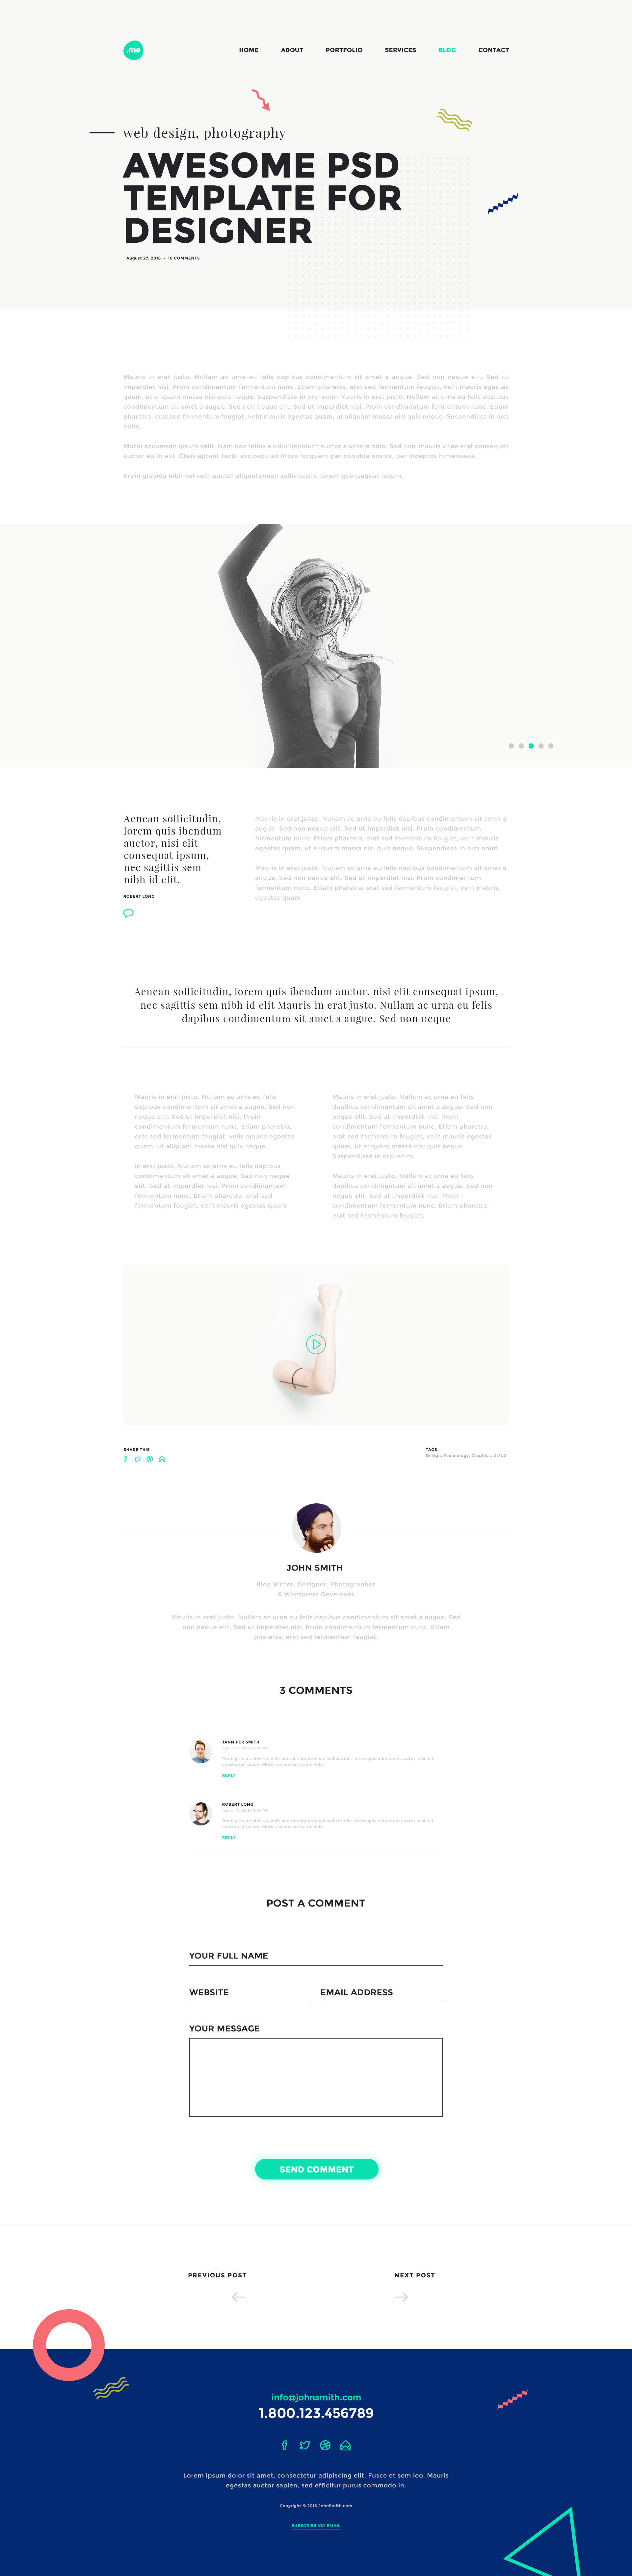 .me
HOME ABOUT PORTFOLIO SERVICES BLOG CONTACT
web design, photography
AWESOME PSD
TEMPLATE FOR
DESIGNER
August 27, 2016 - 10 COMMENTS
Mauris in erat justo. Nullam ac urna eu felis dapibus condimentum sit amet a augue. Sed non neque elit. Sed ut
imperdiet nisi. Proin condimentum fermentum nunc. Etiam pharetra, erat sed fermentum feugiat, velit mauris egestas
quam, ut aliquam massa nisl quis neque. Suspendisse in orci enim.Mauris in erat justo. Nullam ac urna eu felis dapibus
condimentum sit amet a augue. Sed non neque elit. Sed ut imperdiet nisi. Proin condimentum fermentum nunc. Etiam
pharetra, erat sed fermentum feugiat, velit mauris egestas quam, ut aliquam massa nisl quis neque. Suspendisse in orci
enim.
Morbi accumsan ipsum velit. Nam nec tellus a odio tincidunt auctor a ornare odio. Sed non mauris vitae erat consequat
auctor eu in elit. Class aptent taciti sociosqu ad litora torquent per conubia nostra, per inceptos himenaeos.
Proin gravida nibh vel velit auctor aliquetenean sollicitudin, lorem qconsequat ipsum.
Aenean sollicitudin,
lorem quis ibendum
auctor, nisi elit
consequat ipsum,
nec sagittis sem
nibh id elit.
ROBERT LONG
Mauris in erat justo. Nullam ac urna eu felis dapibus condimentum sit amet a
augue. Sed non neque elit. Sed ut imperdiet nisi. Proin condimentum
fermentum nunc. Etiam pharetra, erat sed fermentum feugiat, velit mauris
egestas quam, ut aliquam massa nisl quis neque. Suspendisse in orci enim.
Mauris in erat justo. Nullam ac urna eu felis dapibus condimentum sit amet a
augue. Sed non neque elit. Sed ut imperdiet nisi. Proin condimentum
fermentum nunc. Etiam pharetra, erat sed fermentum feugiat, velit mauris
egestas quam
Aenean sollicitudin, lorem quis ibendum auctor, nisi elit consequat ipsum,
nec sagittis sem nibh id elit Mauris in erat justo. Nullam ac urna eu felis
dapibus condimentum sit amet a augue. Sed non neque
Mauris in erat justo. Nullam ac urna eu felis
dapibus condimentum sit amet a augue. Sed non
neque elit. Sed ut imperdiet nisi. Proin
condimentum fermentum nunc. Etiam pharetra,
erat sed fermentum feugiat, velit mauris egestas
quam, ut aliquam massa nisl quis neque.
in erat justo. Nullam ac urna eu felis dapibus
condimentum sit amet a augue. Sed non neque
elit. Sed ut imperdiet nisi. Proin condimentum
fermentum nunc. Etiam pharetra, erat sed
fermentum feugiat, velit mauris egestas quam
Mauris in erat justo. Nullam ac urna eu felis
dapibus condimentum sit amet a augue. Sed non
neque elit. Sed ut imperdiet nisi. Proin
condimentum fermentum nunc. Etiam pharetra,
erat sed fermentum feugiat, velit mauris egestas
quam, ut aliquam massa nisl quis neque.
Suspendisse in orci enim.
Mauris in erat justo. Nullam ac urna eu felis
dapibus condimentum sit amet a augue. Sed non
neque elit. Sed ut imperdiet nisi. Proin
condimentum fermentum nunc. Etiam pharetra,
erat sed fermentum feugiat,
SHARE THIS
TAGS
Design, Technology, Graphics, UI/UX
JOHN SMITH
Blog Writer, Designer, Photographer
& Wordpress Developer.
Mauris in erat justo. Nullam ac urna eu felis dapibus condimentum sit amet a augue. Sed
non neque elit. Sed ut imperdiet nisi. Proin condimentum fermentum nunc. Etiam
pharetra, erat sed fermentum feugiat,
3 COMMENTS
JANNIFER SMITH
Proin gravida nibh vel velit auctor aliquetenean sollicitudin, lorem quis bibendum auctor, nisi elit
consequat ipsum. Morbi accumsan ipsum velit.
REPLY
ROBERT LONG
Proin gravida nibh vel velit auctor aliquetenean sollicitudin, lorem quis bibendum auctor, nisi elit
consequat ipsum. Morbi accumsan ipsum velit.
REPLY
POST A COMMENT
YOUR FULL NAME
WEBSITE EMAIL ADDRESS
YOUR MESSAGE
SEND COMMENT
PREVIOUS POST NEXT POST
info@johnsmith.com
1.800.123.456789
Lorem ipsum dolor sit amet, consectetur adipiscing elit. Fusce et sem leo. Mauris
egestas auctor sapien, sed efficitur purus commodo in.
Copyright © 2016 JohnSmith.com
SUBSCRIBE VIA EMAIL